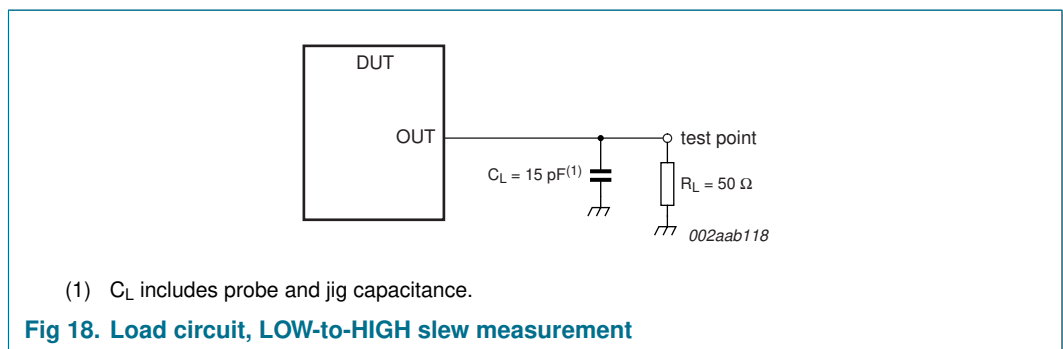 DUT
OUT
test point
C_L = 15 pF(1)
R_L = 50 Ω
002aab118
(1) C_L includes probe and jig capacitance.
Fig 18. Load circuit, LOW-to-HIGH slew measurement